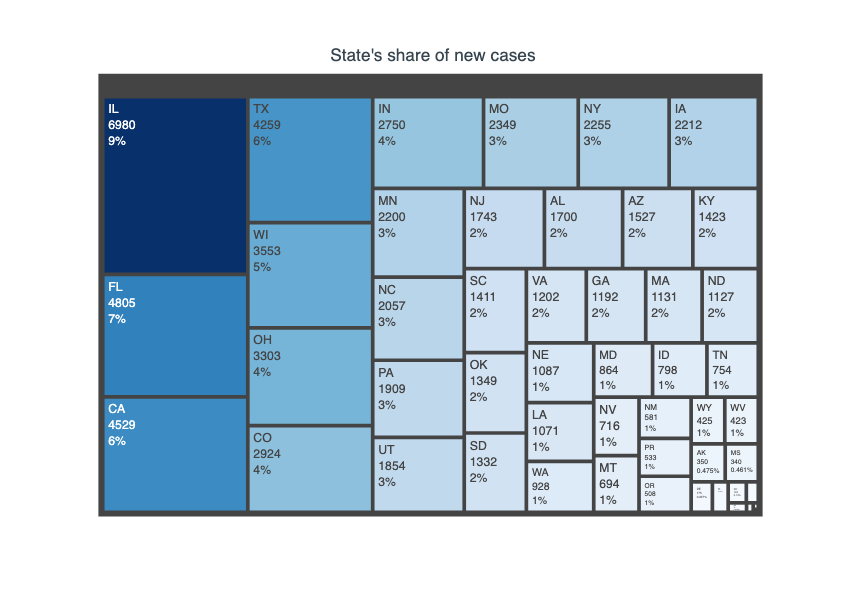 State's share of new cases
IL
6980
9%
FL
4805
7%
CA
4529
6%
TX
4259
6%
WI
3553
5%
OH
3303
4%
CO
2924
4%
IN
2750
4%
MO
2349
3%
NY
2255
3%
IA
2212
3%
MN
2200
3%
NC
2057
3%
PA
1909
3%
UT
1854
3%
NJ
1743
2%
AL
1700
2%
AZ
1527
2%
KY
1423
2%
SC
1411
2%
OK
1349
2%
SD
1332
2%
VA
1202
2%
GA
1192
2%
MA
1131
2%
ND
1127
2%
NE
1087
1%
LA
1071
1%
WA
928
1%
MD
864
1%
ID
798
1%
TN
754
1%
NV
716
1%
MT
694
1%
NM
581
1%
PR
533
1%
OR
508
1%
WY
425
1%
WV
423
1%
AK
350
0.475%
MS
340
0.461%